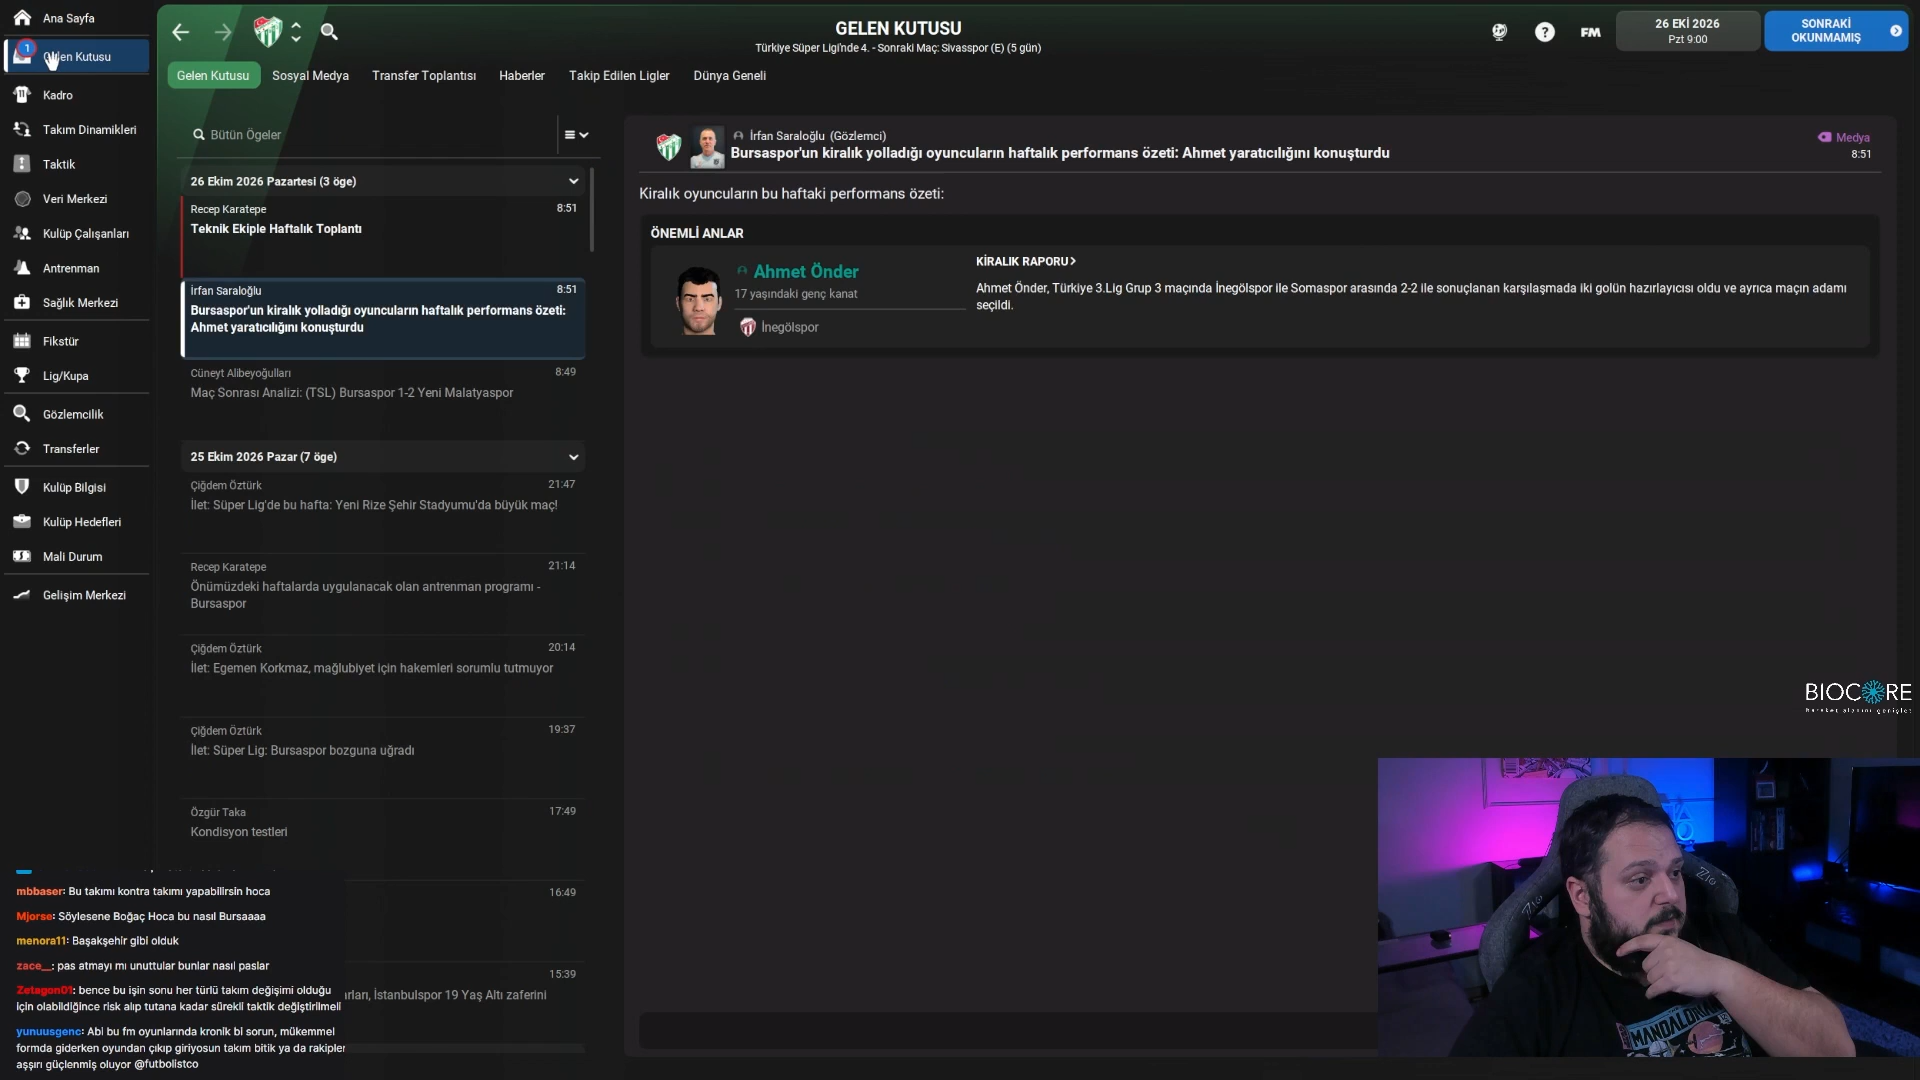 Ana Sayfa
1
Gelen Kutusu
Kadro
Takım Dinamikleri
Taktik
Veri Merkezi
Kulüp Çalışanları
Antrenman
Sağlık Merkezi
Fikstür
Lig/Kupa
Gözlemcilik
Transferler
Kulüp Bilgisi
Kulüp Hedefleri
Mali Durum
Gelişim Merkezi
GELEN KUTUSU
Türkiye Süper Ligi'nde 4. - Sonraki Maç: Sivasspor (E) (5 gün)
?
FM
26 EKİ 2026
Pzt 9:00
SONRAKİ
OKUNMAMIŞ
Gelen Kutusu
Sosyal Medya
Transfer Toplantısı
Haberler
Takip Edilen Ligler
Dünya Geneli
Bütün Ögeler
26 Ekim 2026 Pazartesi (3 öge)
Recep Karatepe 8:51
Teknik Ekiple Haftalık Toplantı
İrfan Saraloğlu 8:51
Bursaspor'un kiralık yolladığı oyuncuların haftalık performans özeti:
Ahmet yaratıcılığını konuşturdu
Cüneyt Alibeyoğulları 8:49
Maç Sonrası Analizi: (TSL) Bursaspor 1-2 Yeni Malatyaspor
25 Ekim 2026 Pazar (7 öge)
Çiğdem Öztürk 21:47
İlet: Süper Lig'de bu hafta: Yeni Rize Şehir Stadyumu'da büyük maç!
Recep Karatepe 21:14
Önümüzdeki haftalarda uygulanacak olan antrenman programı -
Bursaspor
Çiğdem Öztürk 20:14
İlet: Egemen Korkmaz, mağlubiyet için hakemleri sorumlu tutmuyor
Çiğdem Öztürk 19:37
İlet: Süper Lig: Bursaspor bozguna uğradı
Özgür Taka 17:49
Kondisyon testleri
16:49
15:39
İstanbulspor 19 Yaş Altı zaferini
İrfan Saraloğlu (Gözlemci)
Bursaspor'un kiralık yolladığı oyuncuların haftalık performans özeti: Ahmet yaratıcılığını konuşturdu
Medya
8:51
Kiralık oyuncuların bu haftaki performans özeti:
ÖNEMLİ ANLAR
Ahmet Önder
17 yaşındaki genç kanat
İnegölspor
KİRALIK RAPORU
Ahmet Önder, Türkiye 3.Lig Grup 3 maçında İnegölspor ile Somaspor arasında 2-2 ile sonuçlanan karşılaşmada iki golün hazırlayıcısı oldu ve ayrıca maçın adamı
seçildi.
BIOCORE
hareket alanını genişlet
mbbaser: Bu takımı kontra takımı yapabilirsin hoca
Mjorse: Söylesene Boğaç Hoca bu nasıl Bursaaaa
menora11: Başakşehir gibi olduk
zace__: pas atmayı mı unuttular bunlar nasıl paslar
Zetagon01: bence bu işin sonu her türlü takım değişimi olduğu
için olabildiğince risk alıp tutana kadar sürekli taktik değiştirilmeli
yunuusgenc: Abi bu fm oyunlarında kronik bi sorun, mükemmel
formda giderken oyundan çıkıp giriyosun takım bitik ya da rakipler
aşşırı güçlenmiş oluyor @futbolistco
MANDALORIAN